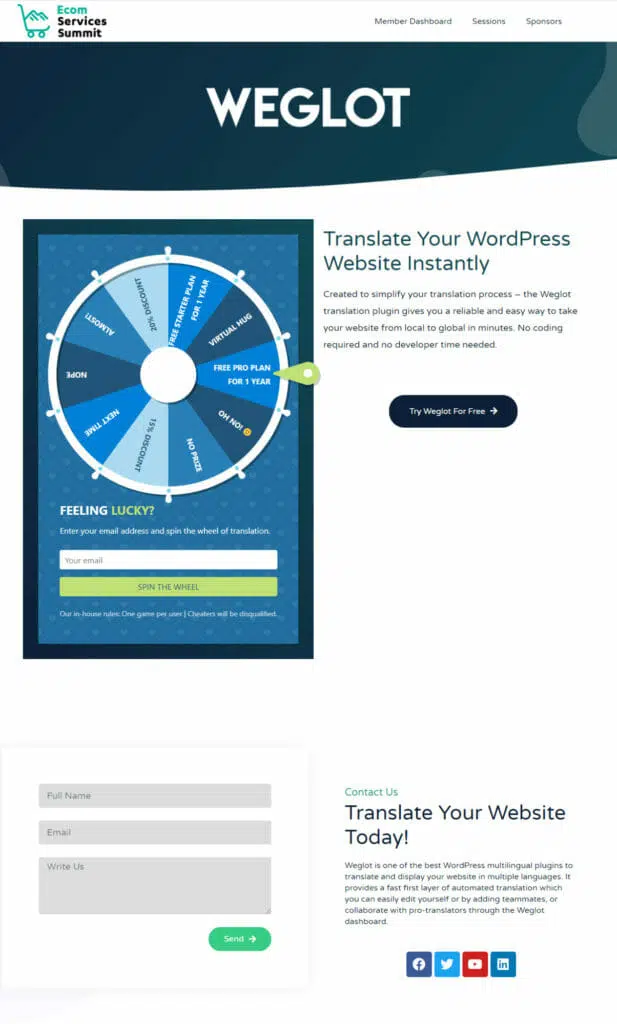 Ecom
Services
Summit
Member Dashboard
Sessions
Sponsors
WEGLOT
20% DISCOUNT
FREE STARTER PLAN
FOR 1 YEAR
VIRTUAL HUG
FREE PRO PLAN
FOR 1 YEAR
OH NO! 😢
NO PRIZE
15% DISCOUNT
NEXT TIME
NOPE
ALMOST!
FEELING LUCKY?
Enter your email address and spin the wheel of translation.
Your email
SPIN THE WHEEL
Our in-house rules: One game per user | Cheaters will be disqualified.
Translate Your WordPress
Website Instantly
Created to simplify your translation process – the Weglot
translation plugin gives you a reliable and easy way to take
your website from local to global in minutes. No coding
required and no developer time needed.
Try Weglot For Free →
Full Name
Email
Write Us
Send →
Contact Us
Translate Your Website
Today!
Weglot is one of the best WordPress multilingual plugins to
translate and display your website in multiple languages. It
provides a fast first layer of automated translation which
you can easily edit yourself or by adding teammates, or
collaborate with pro-translators through the Weglot
dashboard.